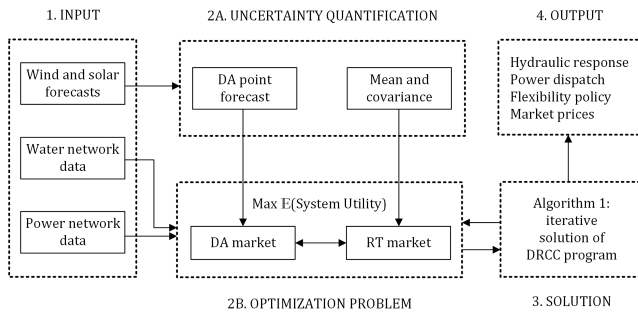 1. INPUT
Wind and solar
forecasts
Water network
data
Power network
data
2A. UNCERTAINTY QUANTIFICATION
DA point
forecast
Mean and
covariance
Max 𝔼(System Utility)
DA market
RT market
2B. OPTIMIZATION PROBLEM
4. OUTPUT
Hydraulic response
Power dispatch
Flexibility policy
Market prices
Algorithm 1:
iterative
solution of
DRCC program
3. SOLUTION